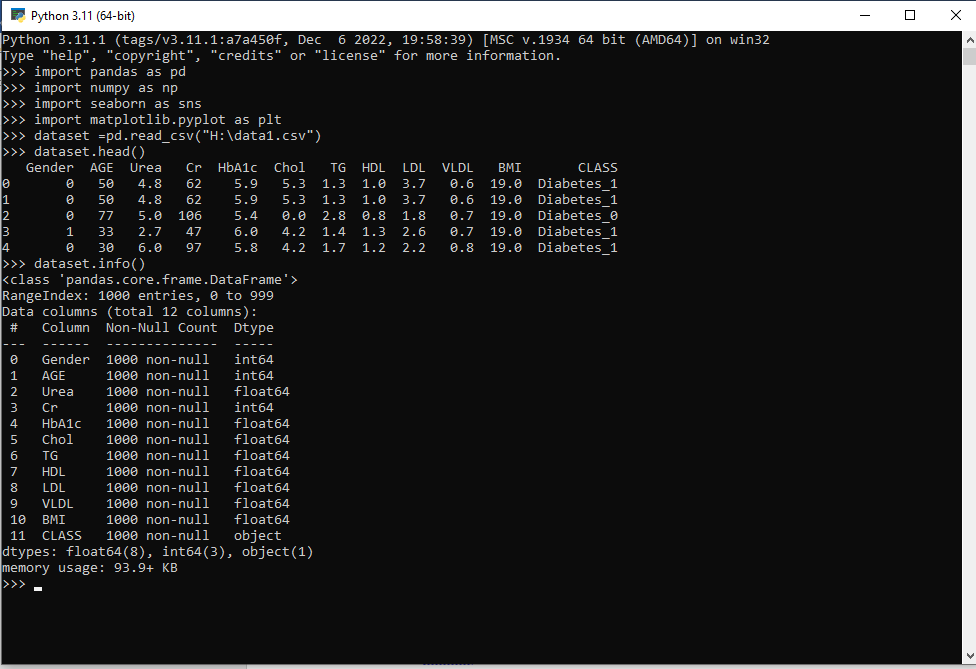 Python 3.11 (64-bit)
Python 3.11.1 (tags/v3.11.1:a7a450f, Dec  6 2022, 19:58:39) [MSC v.1934 64 bit (AMD64)] on win32
Type "help", "copyright", "credits" or "license" for more information.
>>> import pandas as pd
>>> import numpy as np
>>> import seaborn as sns
>>> import matplotlib.pyplot as plt
>>> dataset =pd.read_csv("H:\data1.csv")
>>> dataset.head()
   Gender  AGE  Urea   Cr  HbA1c  Chol   TG  HDL  LDL  VLDL   BMI       CLASS
0       0   50   4.8   62    5.9   5.3  1.3  1.0  3.7   0.6  19.0  Diabetes_1
1       0   50   4.8   62    5.9   5.3  1.3  1.0  3.7   0.6  19.0  Diabetes_1
2       0   77   5.0  106    5.4   0.0  2.8  0.8  1.8   0.7  19.0  Diabetes_0
3       1   33   2.7   47    6.0   4.2  1.4  1.3  2.6   0.7  19.0  Diabetes_1
4       0   30   6.0   97    5.8   4.2  1.7  1.2  2.2   0.8  19.0  Diabetes_1
>>> dataset.info()
<class 'pandas.core.frame.DataFrame'>
RangeIndex: 1000 entries, 0 to 999
Data columns (total 12 columns):
 #   Column  Non-Null Count  Dtype
---  ------  --------------  -----
 0   Gender  1000 non-null   int64
 1   AGE     1000 non-null   int64
 2   Urea    1000 non-null   float64
 3   Cr      1000 non-null   int64
 4   HbA1c   1000 non-null   float64
 5   Chol    1000 non-null   float64
 6   TG      1000 non-null   float64
 7   HDL     1000 non-null   float64
 8   LDL     1000 non-null   float64
 9   VLDL    1000 non-null   float64
 10  BMI     1000 non-null   float64
 11  CLASS   1000 non-null   object
dtypes: float64(8), int64(3), object(1)
memory usage: 93.9+ KB
>>>